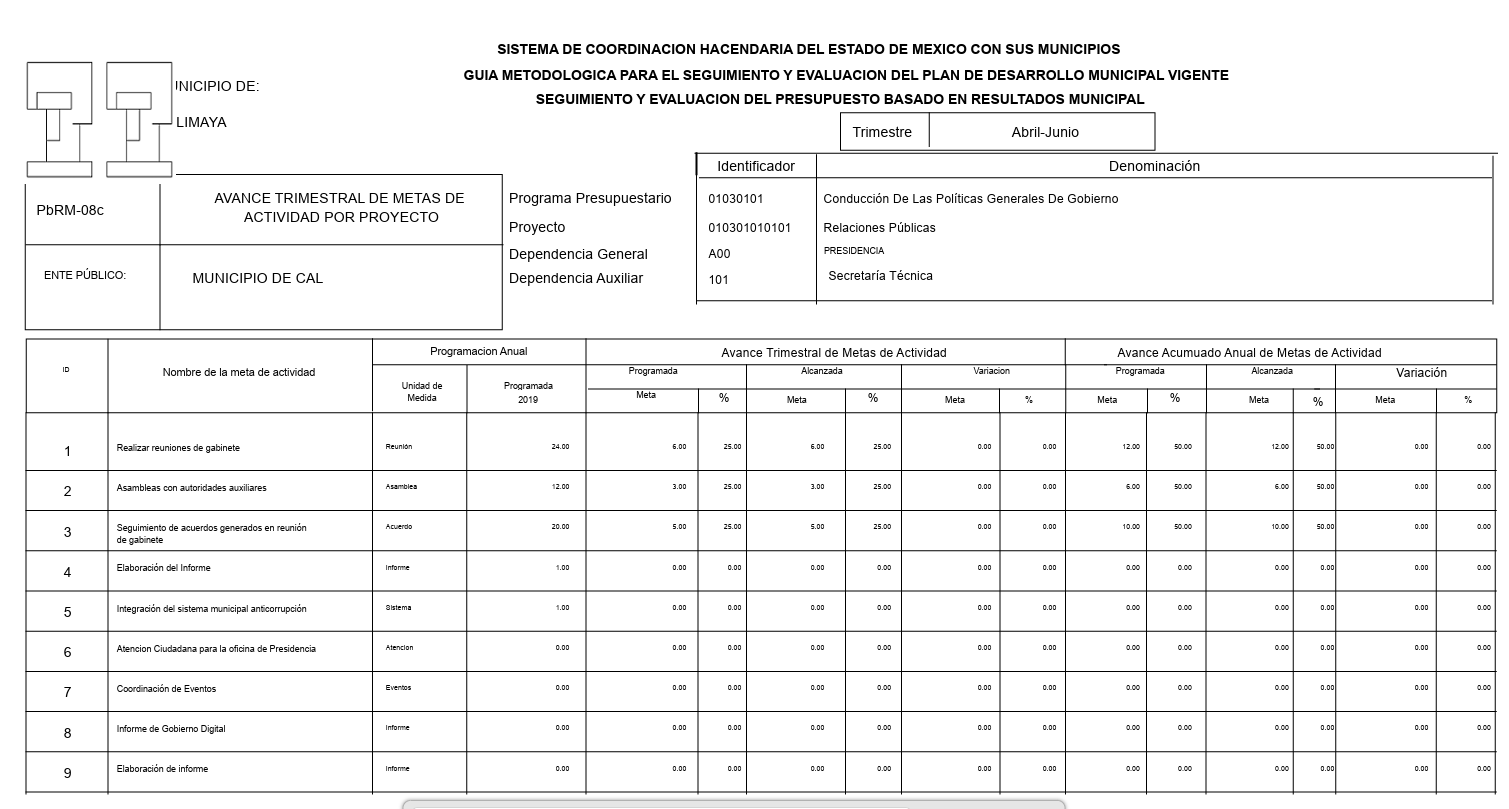 SISTEMA DE COORDINACION HACENDARIA DEL ESTADO DE MEXICO CON SUS MUNICIPIOS
GUIA METODOLOGICA PARA EL SEGUIMIENTO Y EVALUACION DEL PLAN DE DESARROLLO MUNICIPAL VIGENTE
SEGUIMIENTO Y EVALUACION DEL PRESUPUESTO BASADO EN RESULTADOS MUNICIPAL
NICIPIO DE:
LIMAYA
Trimestre Abril-Junio
Identificador Denominación
PbRM-08c
AVANCE TRIMESTRAL DE METAS DE
ACTIVIDAD POR PROYECTO
Programa Presupuestario 01030101 Conducción De Las Políticas Generales De Gobierno
Proyecto 010301010101 Relaciones Públicas
Dependencia General A00 PRESIDENCIA
ENTE PÚBLICO: MUNICIPIO DE CAL
Dependencia Auxiliar 101 Secretaría Técnica
ID Nombre de la meta de actividad
Programacion Anual Avance Trimestral de Metas de Actividad Avance Acumuado Anual de Metas de Actividad
Programada Alcanzada Variacion Programada Alcanzada Variación
Unidad de
Medida
Programada
2019
Meta % Meta % Meta % Meta % Meta % Meta %
1 Realizar reuniones de gabinete Reunión 24.00 6.00 25.00 6.00 25.00 0.00 0.00 12.00 50.00 12.00 50.00 0.00 0.00
2 Asambleas con autoridades auxiliares Asamblea 12.00 3.00 25.00 3.00 25.00 0.00 0.00 6.00 50.00 6.00 50.00 0.00 0.00
3 Seguimiento de acuerdos generados en reunión
de gabinete Acuerdo 20.00 5.00 25.00 5.00 25.00 0.00 0.00 10.00 50.00 10.00 50.00 0.00 0.00
4 Elaboración del Informe Informe 1.00 0.00 0.00 0.00 0.00 0.00 0.00 0.00 0.00 0.00 0.00 0.00 0.00
5 Integración del sistema municipal anticorrupción Sistema 1.00 0.00 0.00 0.00 0.00 0.00 0.00 0.00 0.00 0.00 0.00 0.00 0.00
6 Atencion Ciudadana para la oficina de Presidencia Atencion 0.00 0.00 0.00 0.00 0.00 0.00 0.00 0.00 0.00 0.00 0.00 0.00 0.00
7 Coordinación de Eventos Eventos 0.00 0.00 0.00 0.00 0.00 0.00 0.00 0.00 0.00 0.00 0.00 0.00 0.00
8 Informe de Gobierno Digital Informe 0.00 0.00 0.00 0.00 0.00 0.00 0.00 0.00 0.00 0.00 0.00 0.00 0.00
9 Elaboración de informe Informe 0.00 0.00 0.00 0.00 0.00 0.00 0.00 0.00 0.00 0.00 0.00 0.00 0.00